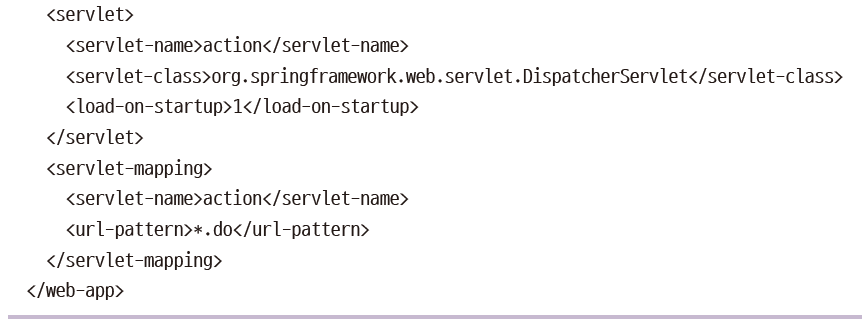 <servlet>
<servlet-name>action</servlet-name>
<servlet-class>org.springframework.web.servlet.DispatcherServlet</servlet-class>
<load-on-startup>1</load-on-startup>
</servlet>
<servlet-mapping>
<servlet-name>action</servlet-name>
<url-pattern>*.do</url-pattern>
</servlet-mapping>
</web-app>